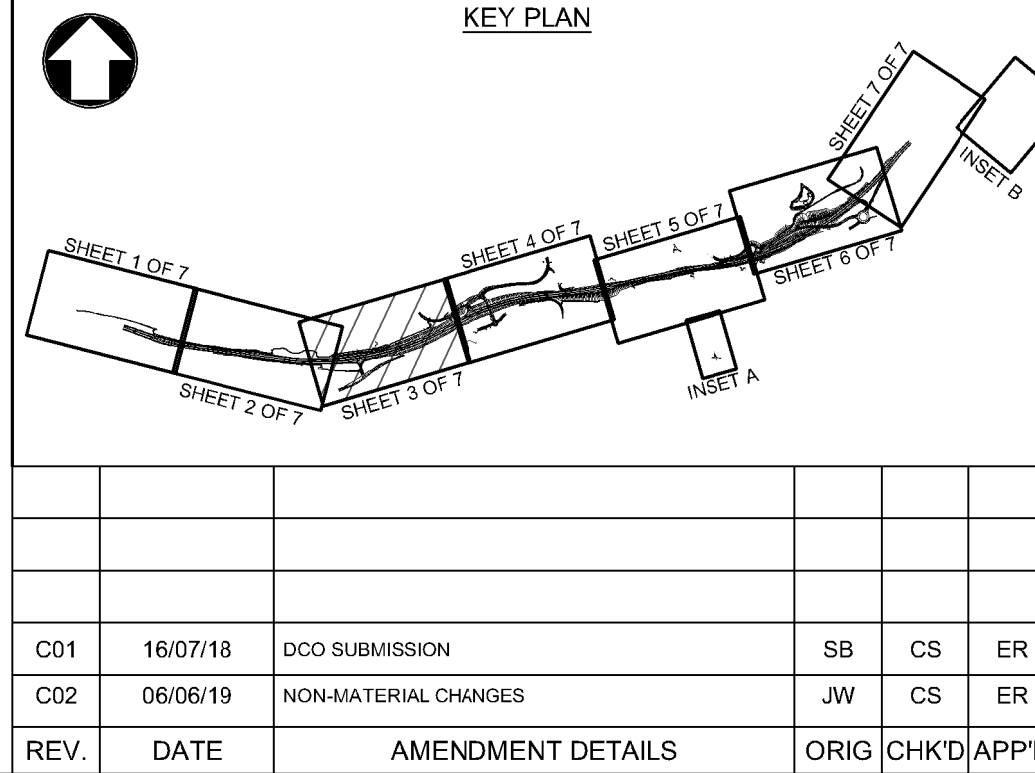 KEY PLAN
SHEET 1 OF 7
SHEET 2 OF 7
SHEET 3 OF 7
SHEET 4 OF 7
SHEET 5 OF 7
SHEET 6 OF 7
SHEET 7 OF 7
INSET A
INSET B
C01 16/07/18 DCO SUBMISSION SB CS ER
C02 06/06/19 NON-MATERIAL CHANGES JW CS ER
REV. DATE AMENDMENT DETAILS ORIG CHK'D APP'